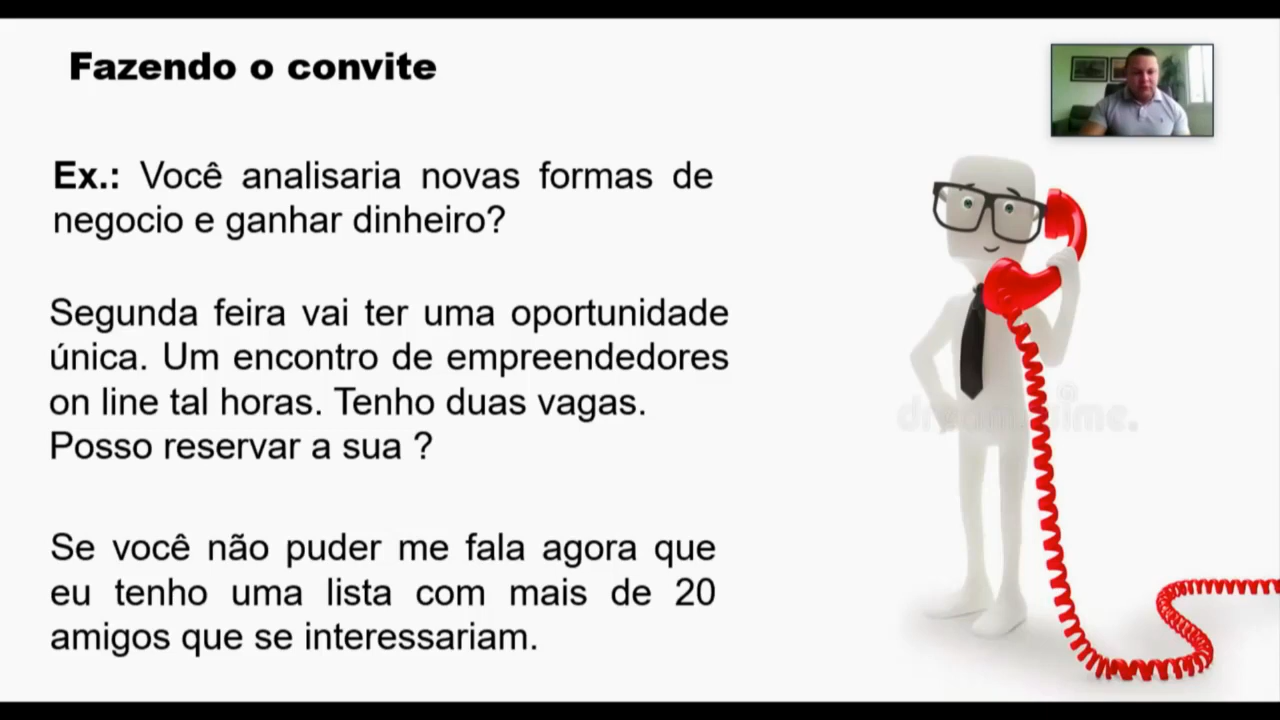 Fazendo o convite
Ex.: Você analisaria novas formas de
negocio e ganhar dinheiro?
Segunda feira vai ter uma oportunidade
única. Um encontro de empreendedores
on line tal horas. Tenho duas vagas.
Posso reservar a sua ?
Se você não puder me fala agora que
eu tenho uma lista com mais de 20
amigos que se interessariam.
dreamstime.